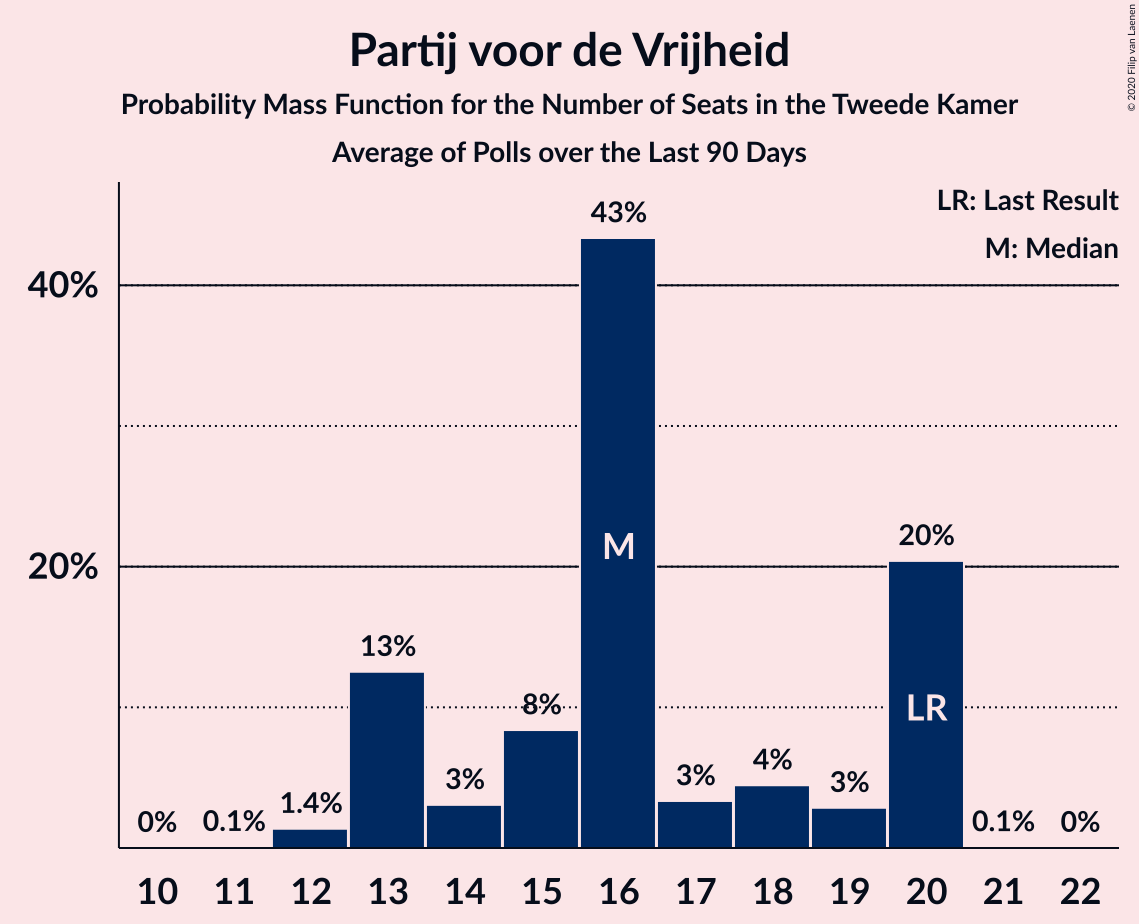 Partij voor de Vrijheid
Probability Mass Function for the Number of Seats in the Tweede Kamer
Average of Polls over the Last 90 Days
© 2020 Filip van Laenen
LR: Last Result
M: Median
40%
20%
0%
0.1%
1.4%
13%
3%
8%
43%
3%
4%
3%
20%
0.1%
0%
M
LR
10 11 12 13 14 15 16 17 18 19 20 21 22